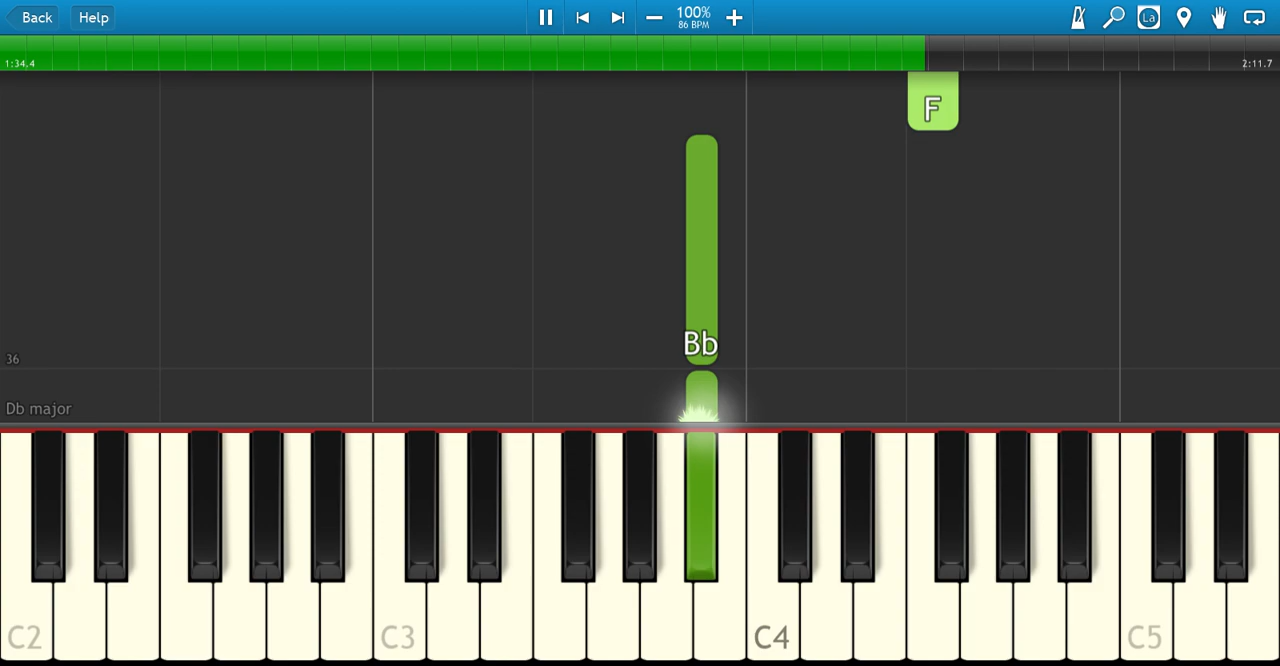 Back Help 100% La
86 BPM
1:34.4 2:11.7
F
Bb
36
Db major
C2 C3 C4 C5